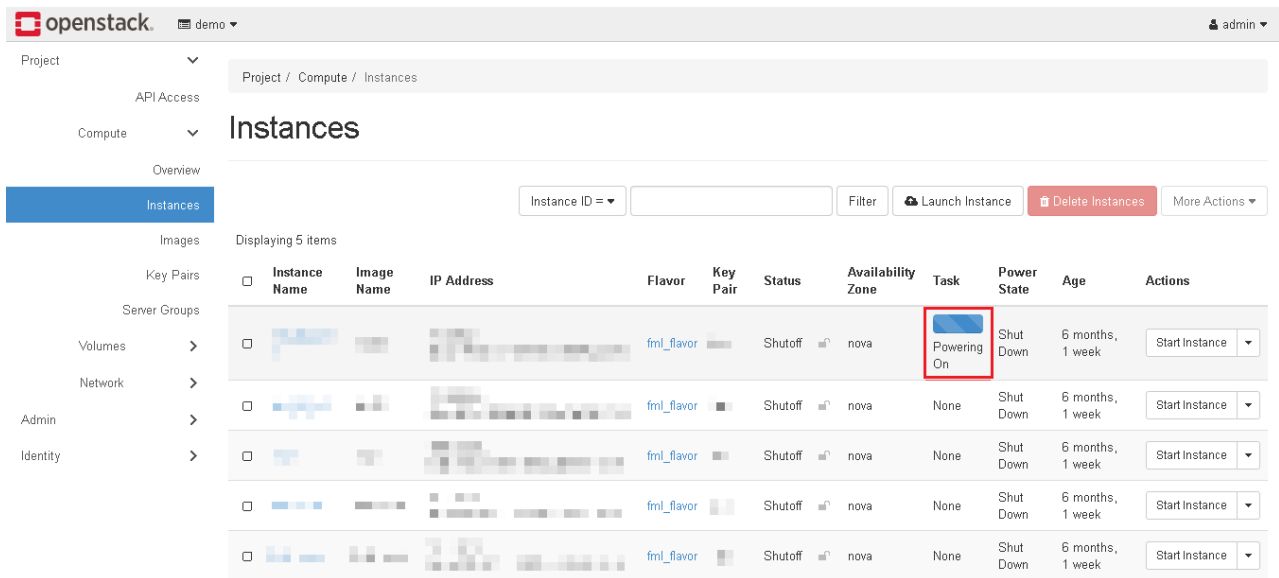 openstack. demo admin
Project
API Access
Compute
Overview
Instances
Images
Key Pairs
Server Groups
Volumes
Network
Admin
Identity
Project / Compute / Instances
Instances
Instance ID = Filter Launch Instance Delete Instances More Actions
Displaying 5 items
Instance Name Image Name IP Address Flavor Key Pair Status Availability Zone Task Power State Age Actions
fml_flavor Shutoff nova Powering On Shut Down 6 months, 1 week Start Instance
fml_flavor Shutoff nova None Shut Down 6 months, 1 week Start Instance
fml_flavor Shutoff nova None Shut Down 6 months, 1 week Start Instance
fml_flavor Shutoff nova None Shut Down 6 months, 1 week Start Instance
fml_flavor Shutoff nova None Shut Down 6 months, 1 week Start Instance